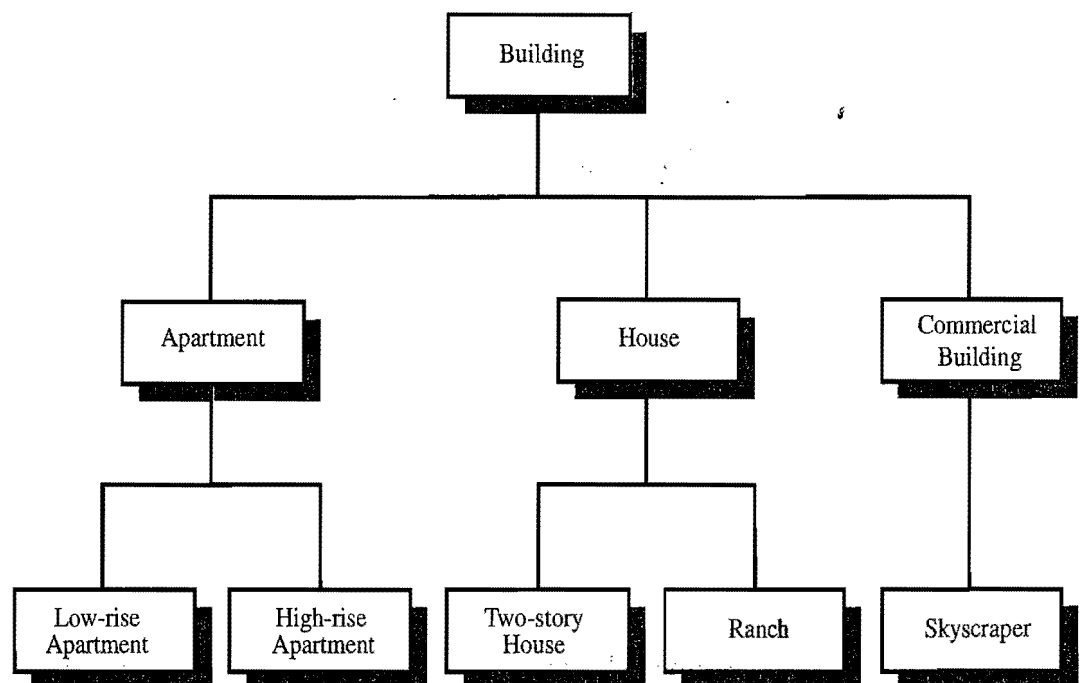 Building
Apartment
House
Commercial
Building
Low-rise
Apartment
High-rise
Apartment
Two-story
House
Ranch
Skyscraper